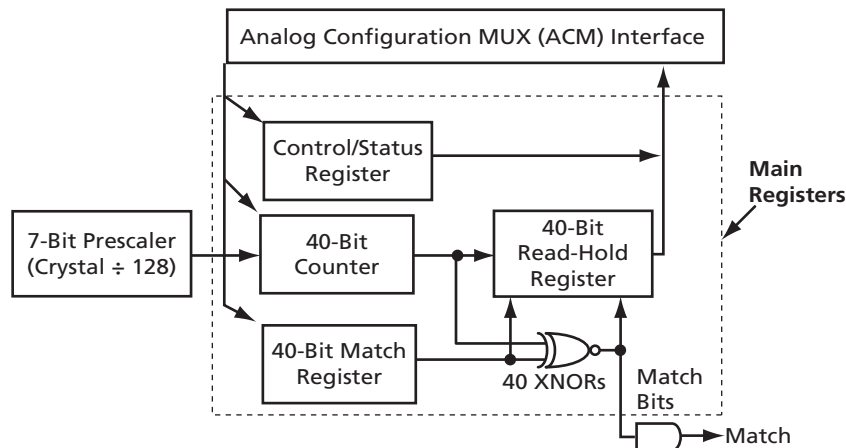 Analog Configuration MUX (ACM) Interface
Control/Status
Register
Main
Registers
7-Bit Prescaler
(Crystal ÷ 128)
40-Bit
Counter
40-Bit
Read-Hold
Register
40-Bit Match
Register
40 XNORs
Match
Bits
Match